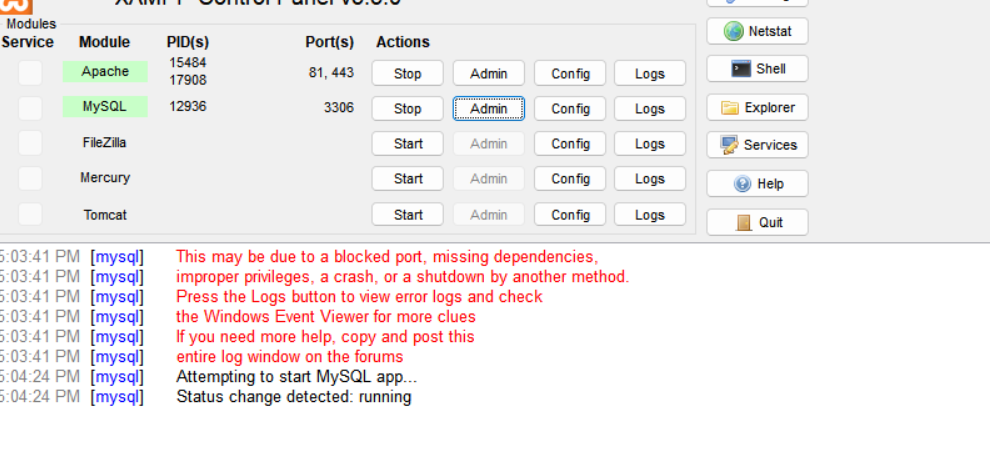 XAMPP Control Panel
Modules
Service Module PID(s) Port(s) Actions
Netstat
Apache 15484 17908 81, 443 Stop Admin Config Logs
Shell
MySQL 12936 3306 Stop Admin Config Logs
Explorer
FileZilla Start Admin Config Logs
Services
Mercury Start Admin Config Logs
Help
Tomcat Start Admin Config Logs
Quit
5:03:41 PM [mysql] This may be due to a blocked port, missing dependencies,
5:03:41 PM [mysql] improper privileges, a crash, or a shutdown by another method.
5:03:41 PM [mysql] Press the Logs button to view error logs and check
5:03:41 PM [mysql] the Windows Event Viewer for more clues
5:03:41 PM [mysql] If you need more help, copy and post this
5:03:41 PM [mysql] entire log window on the forums
5:04:24 PM [mysql] Attempting to start MySQL app...
5:04:24 PM [mysql] Status change detected: running